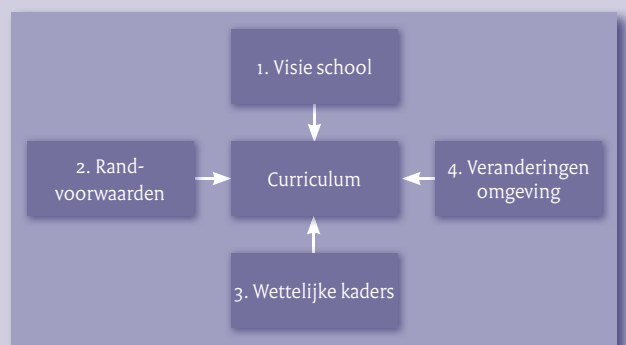 1. Visie school
2. Rand-
voorwaarden
Curriculum
4. Veranderingen
omgeving
3. Wettelijke kaders